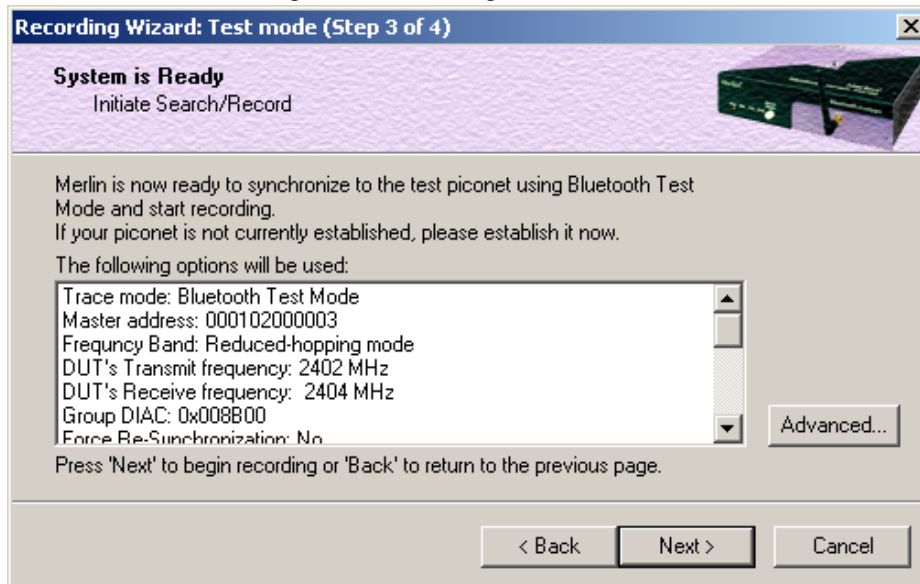 Recording Wizard: Test mode (Step 3 of 4)
System is Ready
Initiate Search/Record
Merlin is now ready to synchronize to the test piconet using Bluetooth Test
Mode and start recording.
If your piconet is not currently established, please establish it now.
The following options will be used:
Trace mode: Bluetooth Test Mode
Master address: 000102000003
Frequncy Band: Reduced-hopping mode
DUT's Transmit frequency: 2402 MHz
DUT's Receive frequency:  2404 MHz
Group DIAC: 0x008B00
Force Re-Synchronization: No
Advanced...
Press 'Next' to begin recording or 'Back' to return to the previous page.
< Back
Next >
Cancel